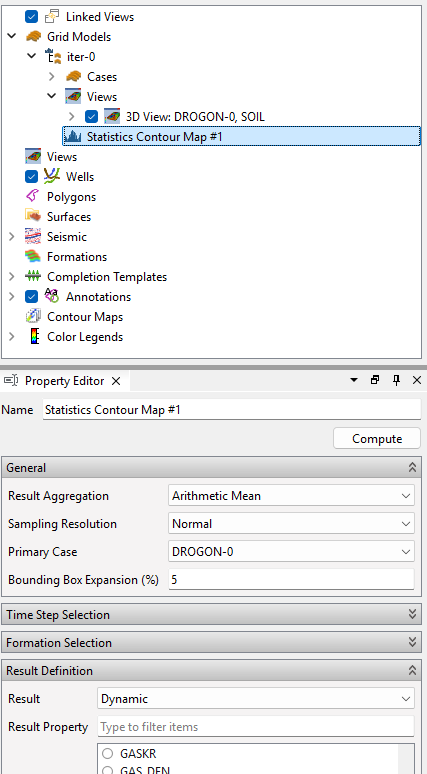 Linked Views
Grid Models
iter-0
Cases
Views
3D View: DROGON-0, SOIL
Statistics Contour Map #1
Views
Wells
Polygons
Surfaces
Seismic
Formations
Completion Templates
Annotations
Contour Maps
Color Legends
Property Editor
Name Statistics Contour Map #1
Compute
General
Result Aggregation Arithmetic Mean
Sampling Resolution Normal
Primary Case DROGON-0
Bounding Box Expansion (%) 5
Time Step Selection
Formation Selection
Result Definition
Result Dynamic
Result Property Type to filter items
GASKR
GAS_DEN